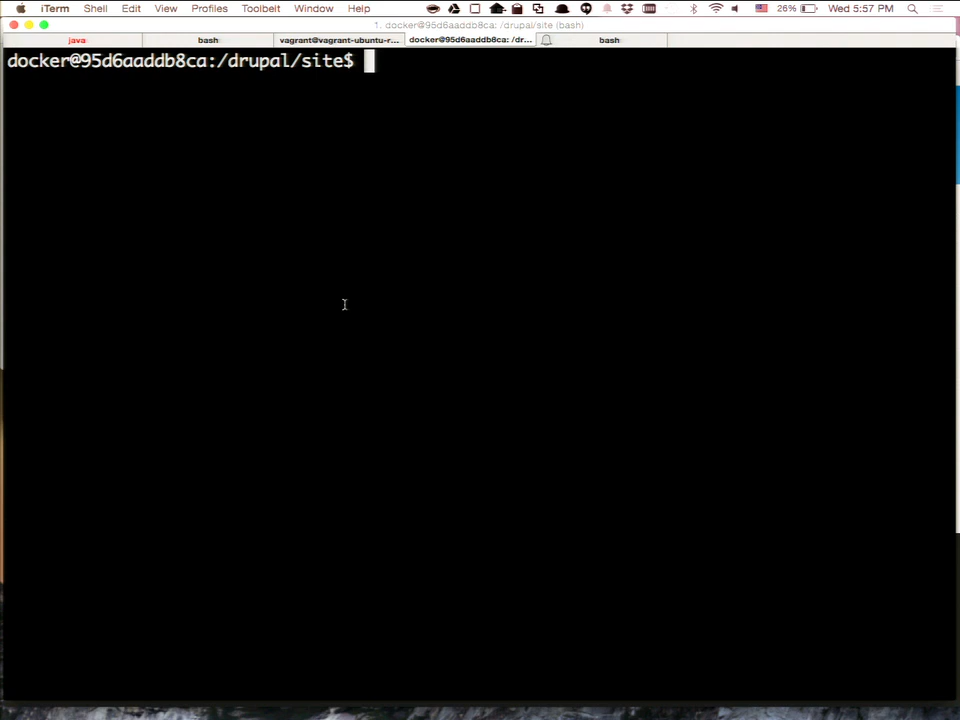 iTerm Shell Edit View Profiles Toolbelt Window Help 26% Wed 5:57 PM
1. docker@95d6aaddb8ca: /drupal/site (bash)
java bash vagrant@vagrant-ubuntu-r... docker@95d6aaddb8ca: /dr... bash
docker@95d6aaddb8ca:/drupal/site$